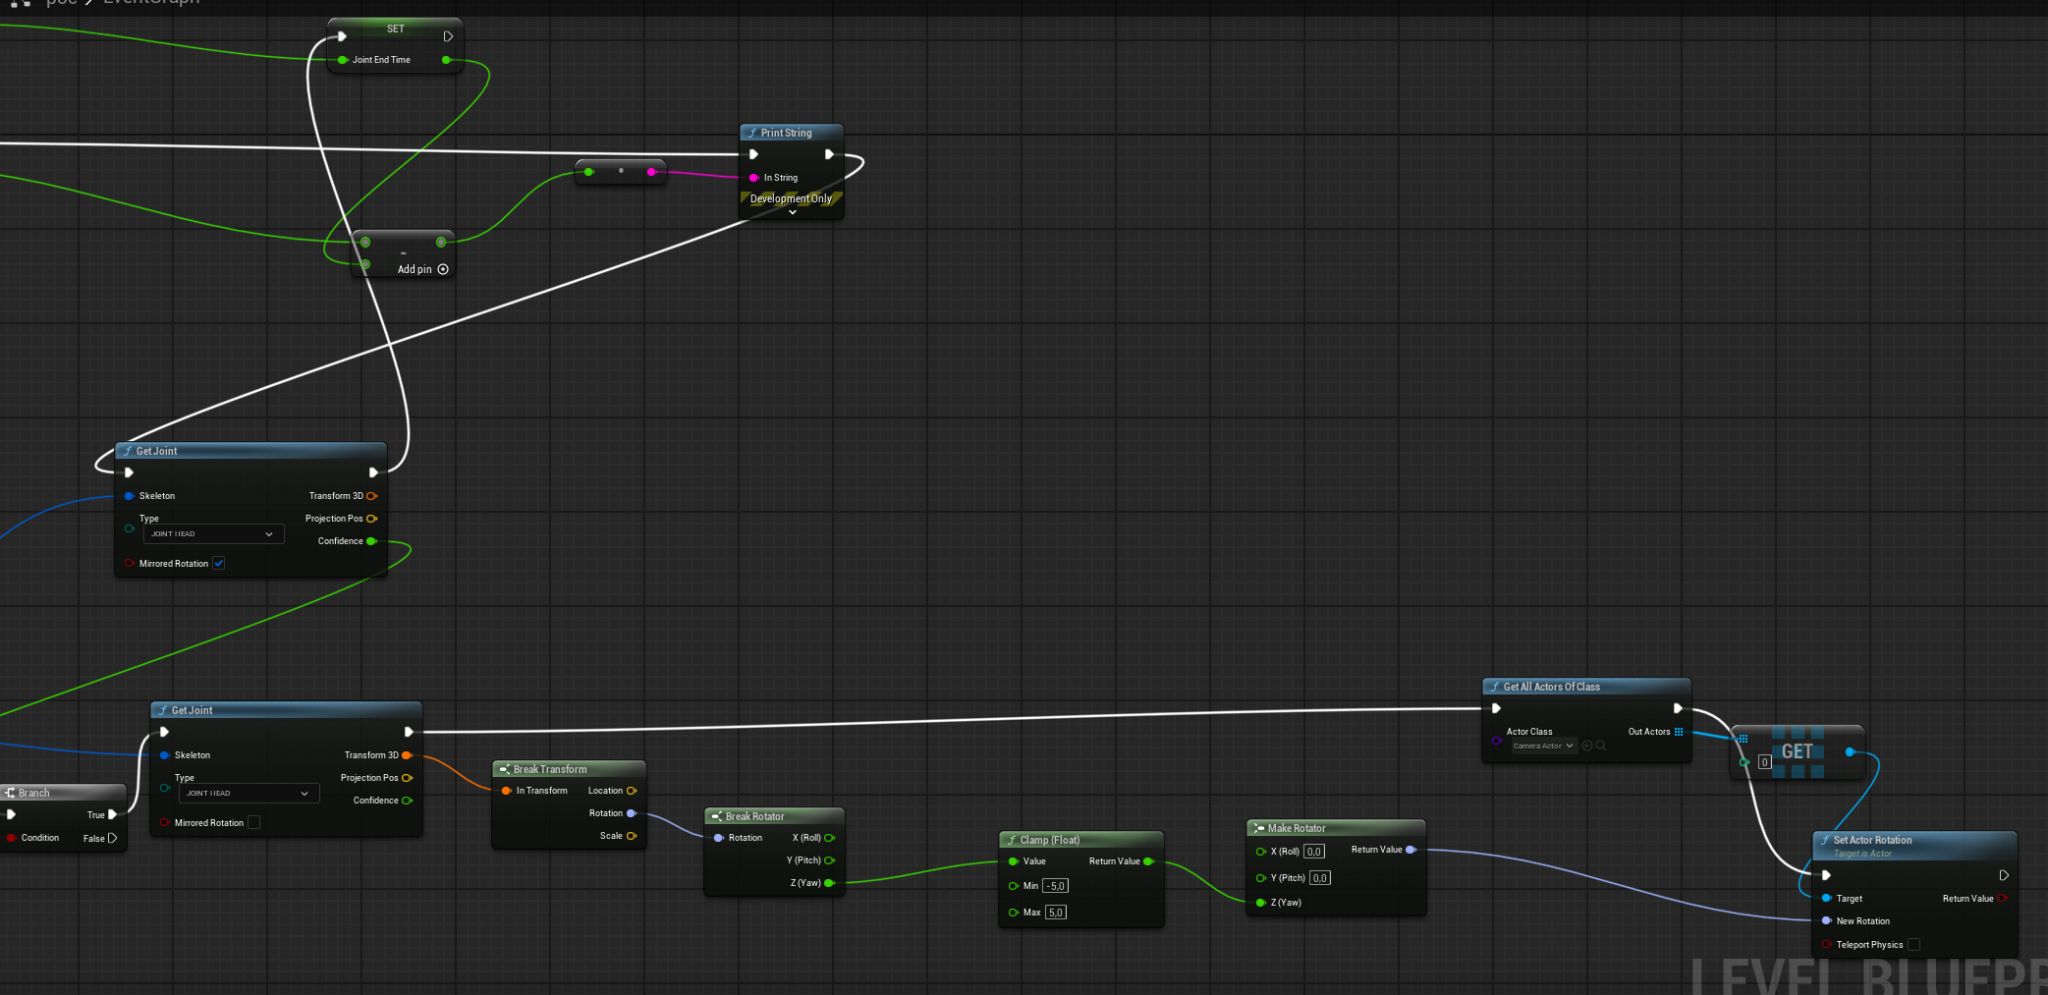 poc > EventGraph
SET
Joint End Time
Print String
In String
Development Only
-
Add pin
Get Joint
Skeleton
Transform 3D
Type
Projection Pos
JOINT HEAD
Confidence
Mirrored Rotation
Get All Actors Of Class
Actor Class
Out Actors
Camera Actor
GET
0
Get Joint
Skeleton
Transform 3D
Type
Projection Pos
JOINT HEAD
Confidence
Mirrored Rotation
Branch
True
Condition
False
Break Transform
In Transform
Location
Rotation
Scale
Break Rotator
Rotation
X (Roll)
Y (Pitch)
Z (Yaw)
Clamp (Float)
Value
Return Value
Min -5,0
Max 5,0
Make Rotator
X (Roll) 0,0
Return Value
Y (Pitch) 0,0
Z (Yaw)
Set Actor Rotation
Target is Actor
Target
Return Value
New Rotation
Teleport Physics
LEVEL BLUEPR